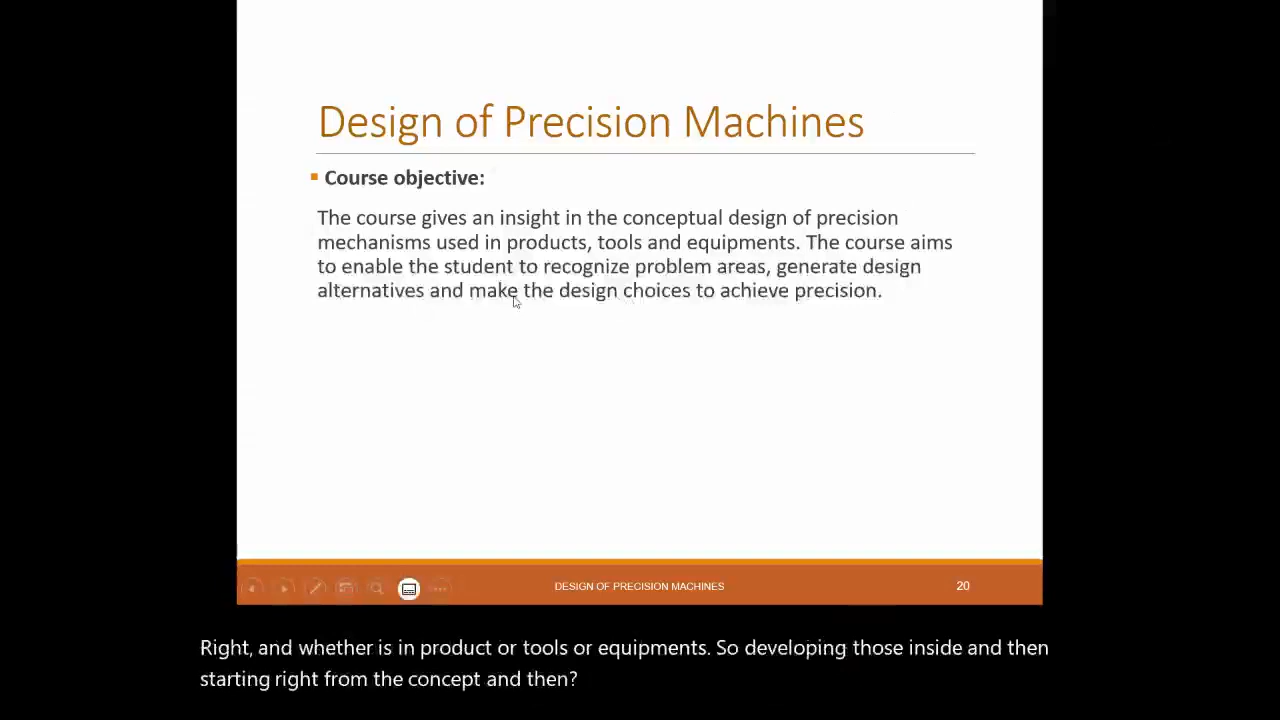 Design of Precision Machines
Course objective:
The course gives an insight in the conceptual design of precision
mechanisms used in products, tools and equipments. The course aims
to enable the student to recognize problem areas, generate design
alternatives and make the design choices to achieve precision.
DESIGN OF PRECISION MACHINES
20
Right, and whether is in product or tools or equipments. So developing those inside and then
starting right from the concept and then?